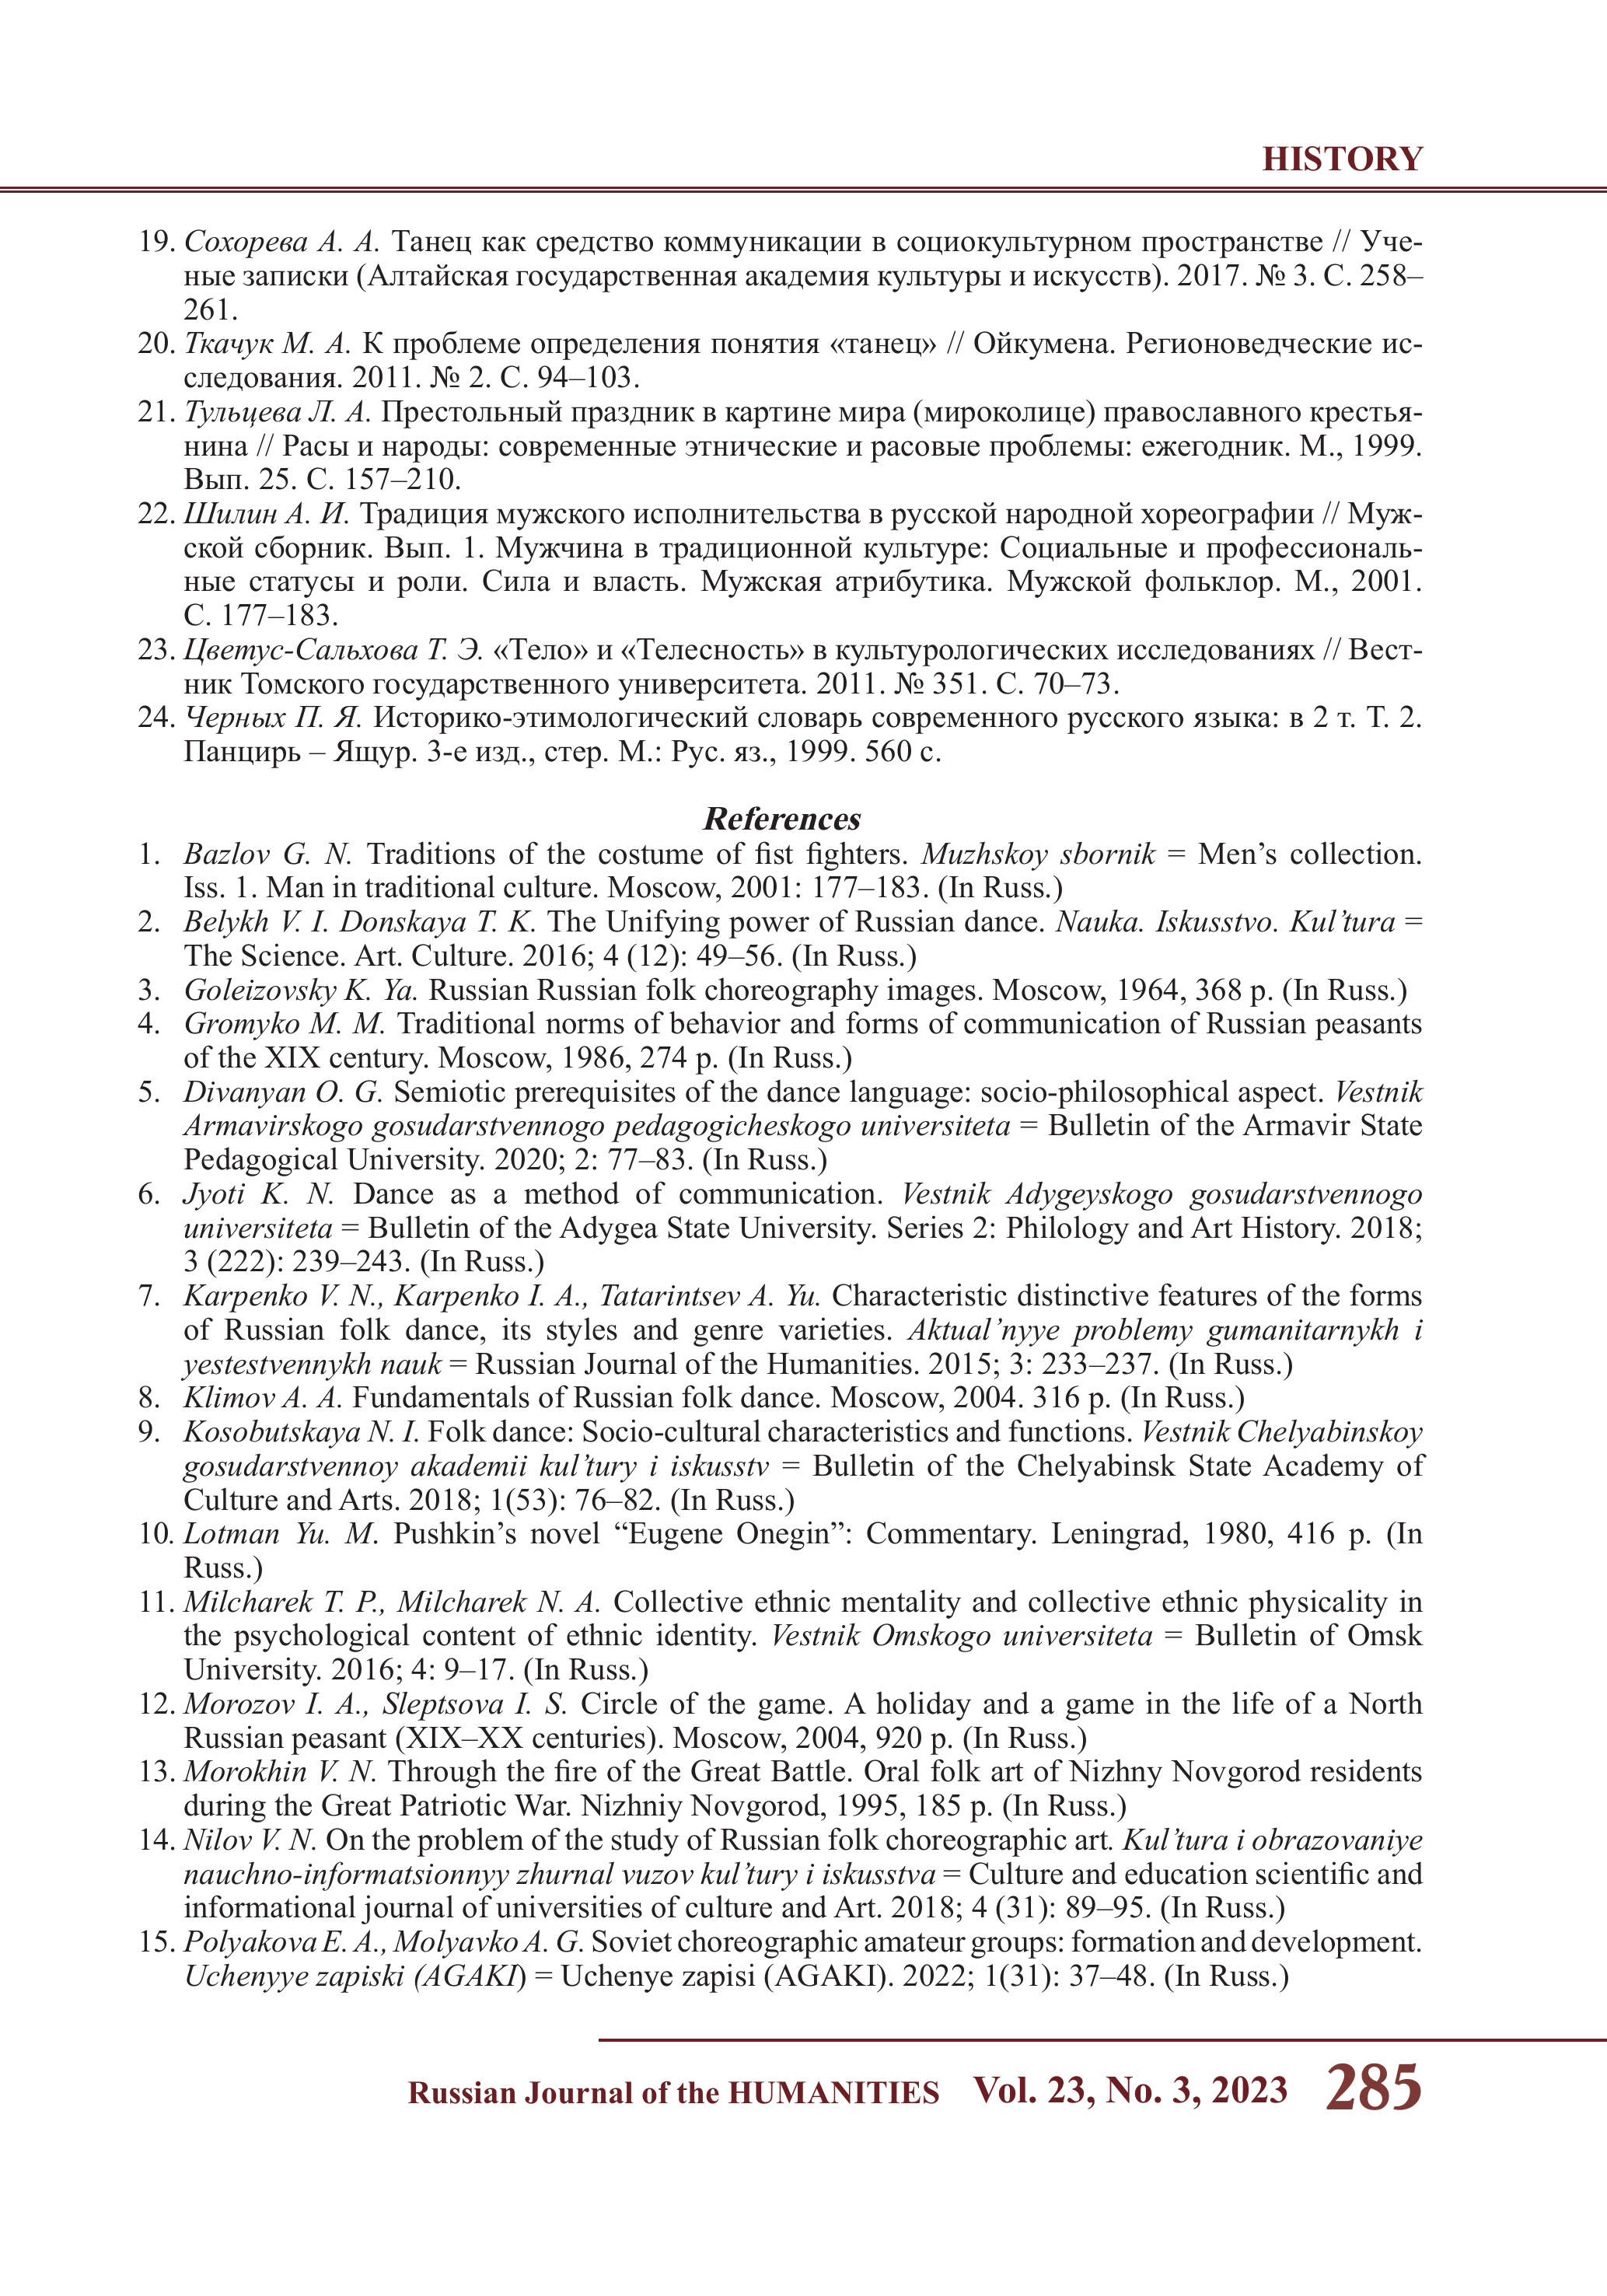 HISTORY
19. Сохорева А. А. Танец как средство коммуникации в социокультурном пространстве // Уче-
ные записки (Алтайская государственная академия культуры и искусств). 2017. № 3. С. 258–
261.
20. Ткачук М. А. К проблеме определения понятия «танец» // Ойкумена. Регионоведческие ис-
следования. 2011. № 2. С. 94–103.
21. Тульцева Л. А. Престольный праздник в картине мира (мироколице) православного крестья-
нина // Расы и народы: современные этнические и расовые проблемы: ежегодник. М., 1999.
Вып. 25. С. 157–210.
22. Шилин А. И. Традиция мужского исполнительства в русской народной хореографии // Муж-
ской сборник. Вып. 1. Мужчина в традиционной культуре: Социальные и профессиональ-
ные статусы и роли. Сила и власть. Мужская атрибутика. Мужской фольклор. М., 2001.
С. 177–183.
23. Цветус-Сальхова Т. Э. «Тело» и «Телесность» в культурологических исследованиях // Вест-
ник Томского государственного университета. 2011. № 351. С. 70–73.
24. Черных П. Я. Историко-этимологический словарь современного русского языка: в 2 т. Т. 2.
Панцирь – Ящур. 3-е изд., стер. М.: Рус. яз., 1999. 560 с.
References
1. Bazlov G. N. Traditions of the costume of fist fighters. Muzhskoy sbornik = Men’s collection.
Iss. 1. Man in traditional culture. Moscow, 2001: 177–183. (In Russ.)
2. Belykh V. I. Donskaya T. K. The Unifying power of Russian dance. Nauka. Iskusstvo. Kul’tura =
The Science. Art. Culture. 2016; 4 (12): 49–56. (In Russ.)
3. Goleizovsky K. Ya. Russian Russian folk choreography images. Moscow, 1964, 368 p. (In Russ.)
4. Gromyko M. M. Traditional norms of behavior and forms of communication of Russian peasants
of the XIX century. Moscow, 1986, 274 p. (In Russ.)
5. Divanyan O. G. Semiotic prerequisites of the dance language: socio-philosophical aspect. Vestnik
Armavirskogo gosudarstvennogo pedagogicheskogo universiteta = Bulletin of the Armavir State
Pedagogical University. 2020; 2: 77–83. (In Russ.)
6. Jyoti K. N. Dance as a method of communication. Vestnik Adygeyskogo gosudarstvennogo
universiteta = Bulletin of the Adygea State University. Series 2: Philology and Art History. 2018;
3 (222): 239–243. (In Russ.)
7. Karpenko V. N., Karpenko I. A., Tatarintsev A. Yu. Characteristic distinctive features of the forms
of Russian folk dance, its styles and genre varieties. Aktual’nyye problemy gumanitarnykh i
yestestvennykh nauk = Russian Journal of the Humanities. 2015; 3: 233–237. (In Russ.)
8. Klimov A. A. Fundamentals of Russian folk dance. Moscow, 2004. 316 p. (In Russ.)
9. Kosobutskaya N. I. Folk dance: Socio-cultural characteristics and functions. Vestnik Chelyabinskoy
gosudarstvennoy akademii kul’tury i iskusstv = Bulletin of the Chelyabinsk State Academy of
Culture and Arts. 2018; 1(53): 76–82. (In Russ.)
10. Lotman Yu. M. Pushkin’s novel “Eugene Onegin”: Commentary. Leningrad, 1980, 416 p. (In
Russ.)
11. Milcharek T. P., Milcharek N. A. Collective ethnic mentality and collective ethnic physicality in
the psychological content of ethnic identity. Vestnik Omskogo universiteta = Bulletin of Omsk
University. 2016; 4: 9–17. (In Russ.)
12. Morozov I. A., Sleptsova I. S. Circle of the game. A holiday and a game in the life of a North
Russian peasant (XIX–XX centuries). Moscow, 2004, 920 p. (In Russ.)
13. Morokhin V. N. Through the fire of the Great Battle. Oral folk art of Nizhny Novgorod residents
during the Great Patriotic War. Nizhniy Novgorod, 1995, 185 p. (In Russ.)
14. Nilov V. N. On the problem of the study of Russian folk choreographic art. Kul’tura i obrazovaniye
nauchno-informatsionnyy zhurnal vuzov kul’tury i iskusstva = Culture and education scientific and
informational journal of universities of culture and Art. 2018; 4 (31): 89–95. (In Russ.)
15. Polyakova E. A., Molyavko A. G. Soviet choreographic amateur groups: formation and development.
Uchenyye zapiski (AGAKI) = Uchenye zapisi (AGAKI). 2022; 1(31): 37–48. (In Russ.)
Russian Journal of the HUMANITIES Vol. 23, No. 3, 2023 285